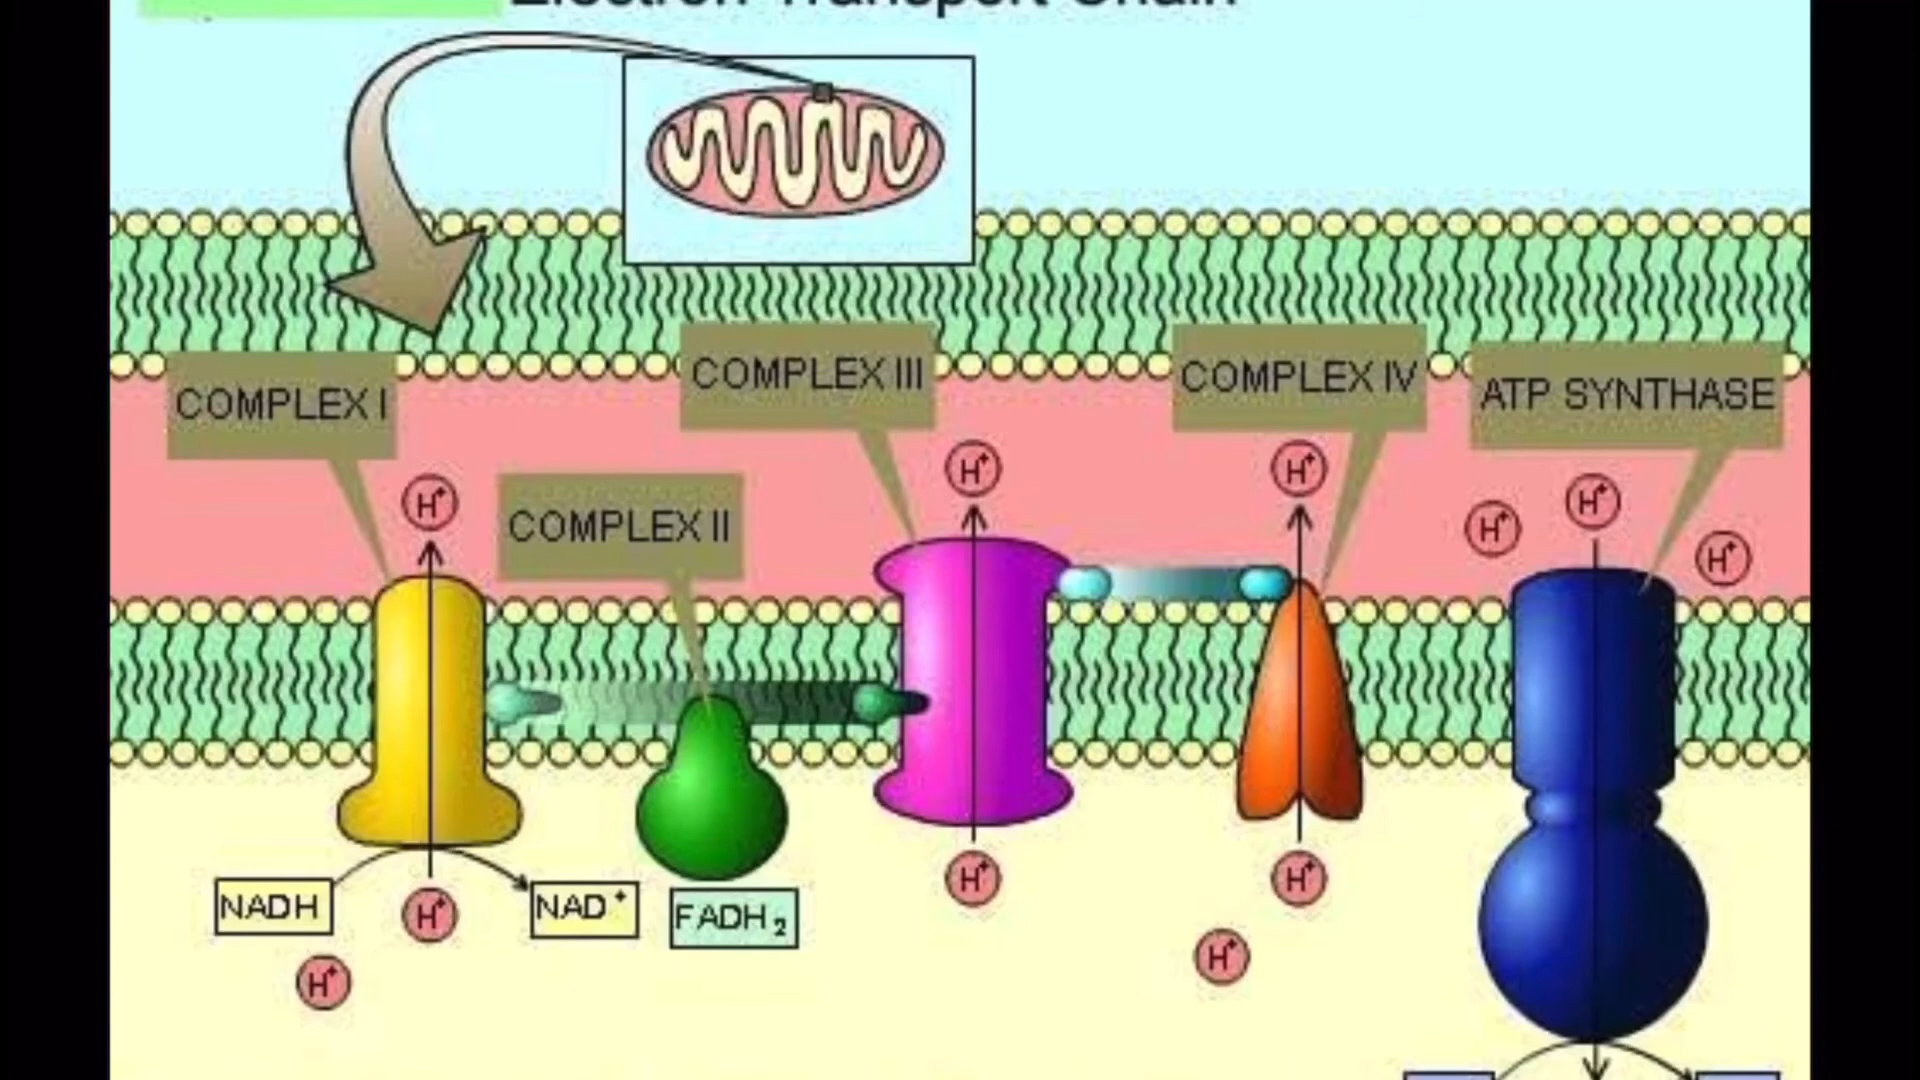 Electron Transport Chain
COMPLEX I
COMPLEX II
COMPLEX III
COMPLEX IV
ATP SYNTHASE
H+
H+
H+
H+
H+
H+
NADH
H+
NAD+
FADH2
H+
H+
H+
H+